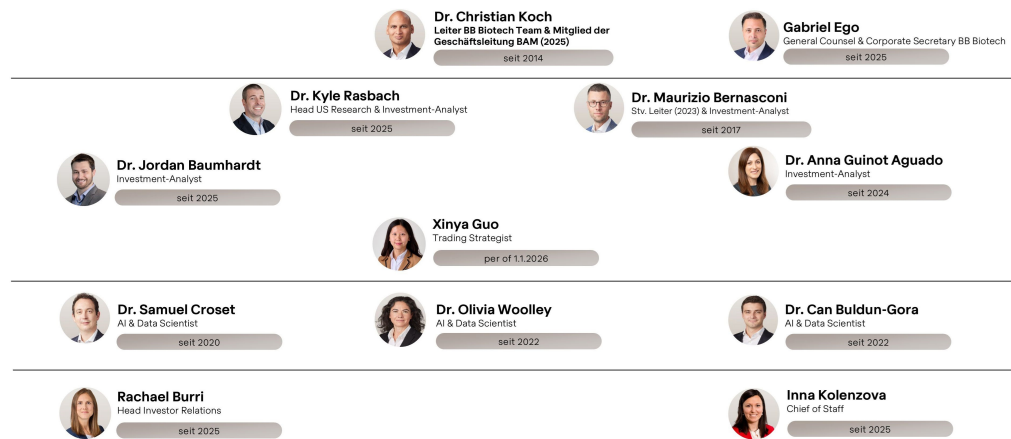 Dr. Christian Koch
Leiter BB Biotech Team & Mitglied der
Geschäftsleitung BAM (2025)
seit 2014
Gabriel Ego
General Counsel & Corporate Secretary BB Biotech
seit 2025
Dr. Kyle Rasbach
Head US Research & Investment-Analyst
seit 2025
Dr. Maurizio Bernasconi
Stv. Leiter (2023) & Investment-Analyst
seit 2017
Dr. Jordan Baumhardt
Investment-Analyst
seit 2025
Dr. Anna Guinot Aguado
Investment-Analyst
seit 2024
Xinya Guo
Trading Strategist
per of 1.1.2026
Dr. Samuel Croset
AI & Data Scientist
seit 2020
Dr. Olivia Woolley
AI & Data Scientist
seit 2022
Dr. Can Buldun-Gora
AI & Data Scientist
seit 2022
Rachael Burri
Head Investor Relations
seit 2025
Inna Kolenzova
Chief of Staff
seit 2025